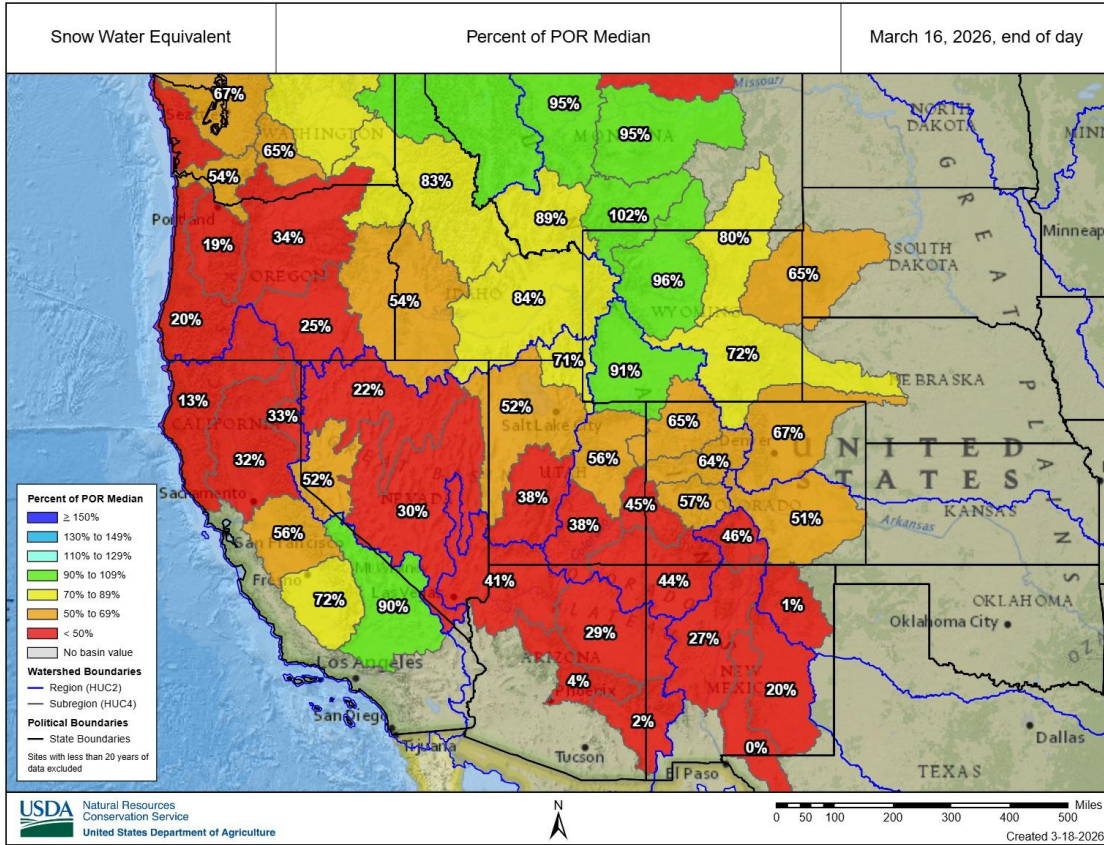 Snow Water Equivalent
Percent of POR Median
March 16, 2026, end of day
Missouri
67%
Seattle
WASHINGTON
95%
MONTANA
95%
NORTH
DAKOTA
65%
54%
83%
89%
102%
80%
Portland
19%
34%
OREGON
54%
IDAHO
84%
96%
WYOMING
65%
SOUTH
DAKOTA
Minneap
20%
25%
71%
91%
72%
NEBRASKA
13%
CALIFORNIA
33%
22%
52%
Salt Lake City
65%
Denver
67%
UNITED
STATES
32%
56%
64%
UTAH
Sacramento
52%
NEVADA
30%
38%
38%
45%
57%
COLORADO
51%
KANSAS
Arkansas
46%
56%
San Francisco
Mt Whitney
Fresno
Las Vegas
72%
90%
41%
44%
1%
OKLAHOMA
Oklahoma City
29%
27%
ARIZONA
NEW
MEXICO
Los Angeles
4%
Phoenix
20%
San Diego
Tijuana
2%
Tucson
0%
El Paso
Dallas
TEXAS
GREAT
PLAINS
Percent of POR Median
≥ 150%
130% to 149%
110% to 129%
90% to 109%
70% to 89%
50% to 69%
< 50%
No basin value
Watershed Boundaries
Region (HUC2)
Subregion (HUC4)
Political Boundaries
State Boundaries
Sites with less than 20 years of
data excluded
USDA
Natural Resources
Conservation Service
United States Department of Agriculture
N
Miles
0 50 100 200 300 400 500
Created 3-18-2026